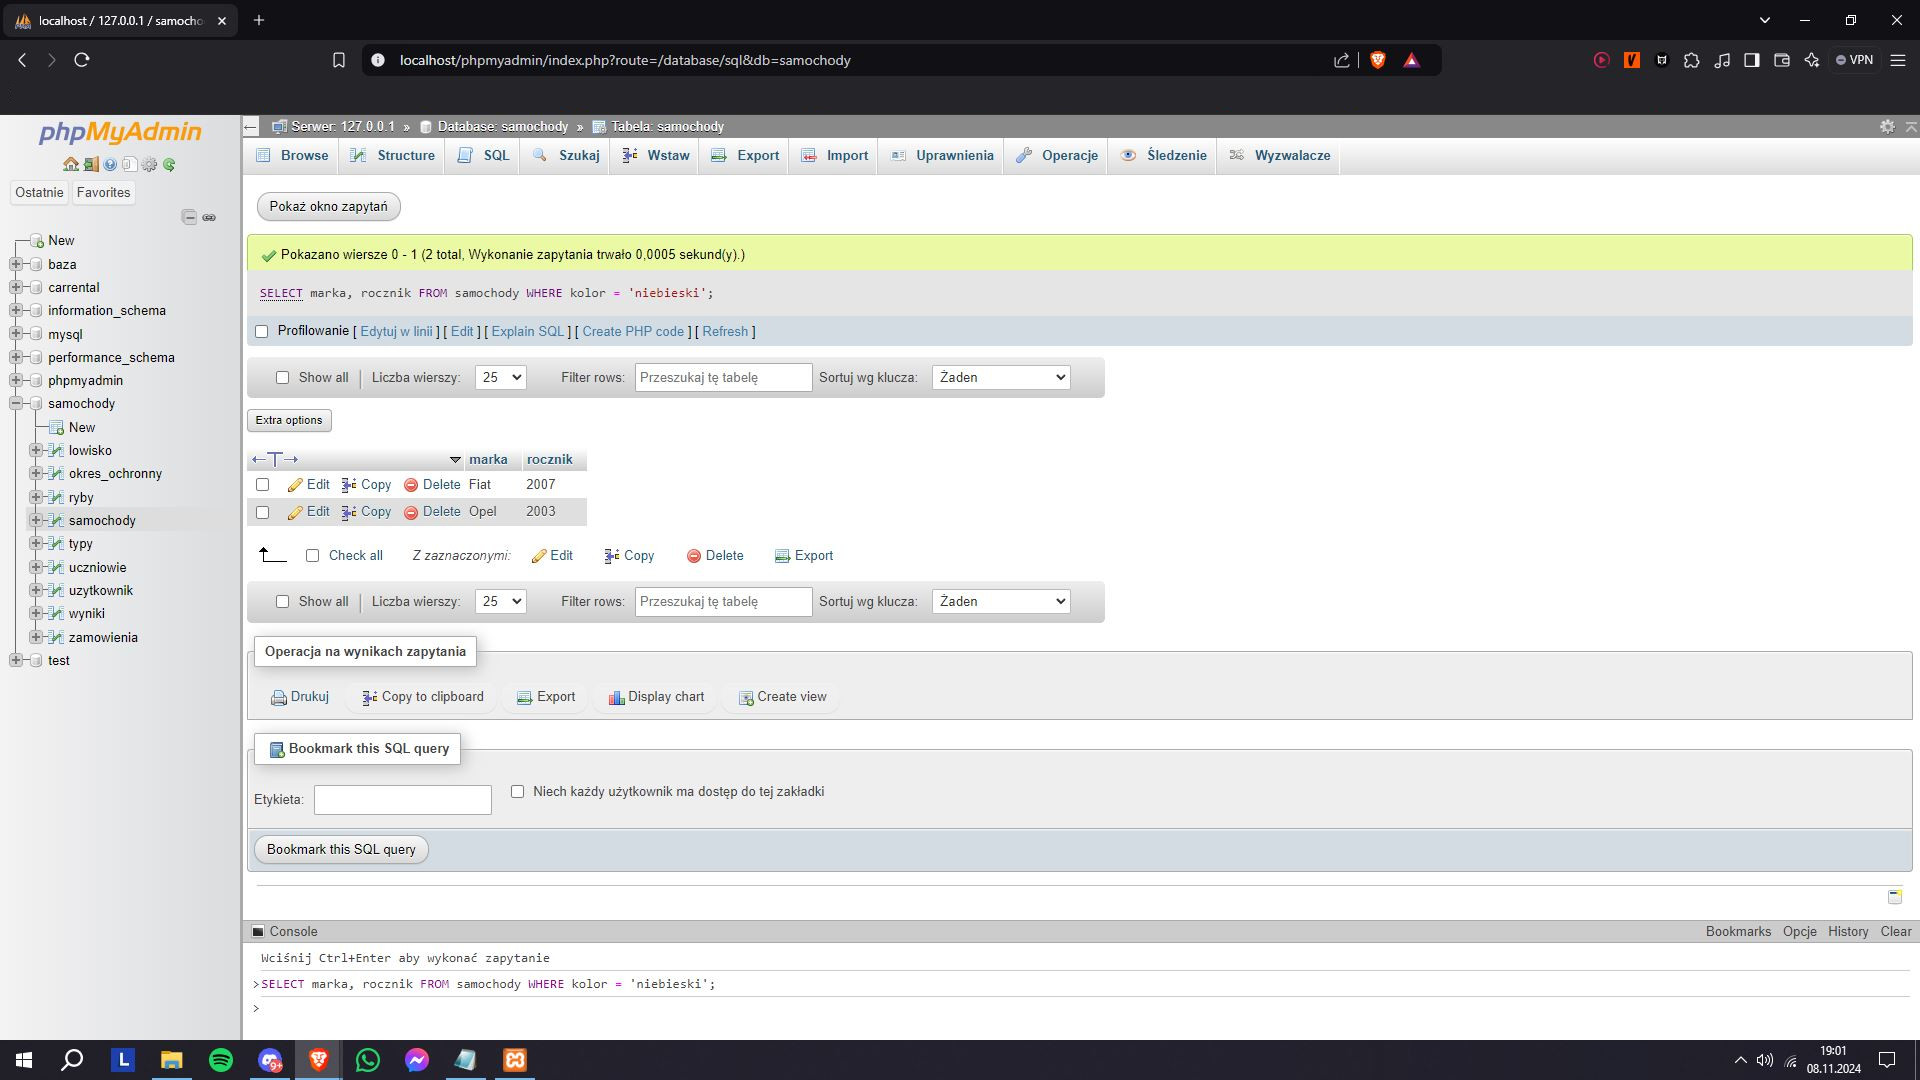 localhost / 127.0.0.1 / samocho
localhost/phpmyadmin/index.php?route=/database/sql&db=samochody
VPN
phpMyAdmin
Ostatnie Favorites
New
baza
carrental
information_schema
mysql
performance_schema
phpmyadmin
samochody
New
lowisko
okres_ochronny
ryby
samochody
typy
uczniowie
uzytkownik
wyniki
zamowienia
test
Serwer: 127.0.0.1 » Database: samochody » Tabela: samochody
Browse Structure SQL Szukaj Wstaw Export Import Uprawnienia Operacje Śledzenie Wyzwalacze
Pokaż okno zapytań
Pokazano wiersze 0 - 1 (2 total, Wykonanie zapytania trwało 0,0005 sekund(y).)
SELECT marka, rocznik FROM samochody WHERE kolor = 'niebieski';
Profilowanie [ Edytuj w linii ] [ Edit ] [ Explain SQL ] [ Create PHP code ] [ Refresh ]
Show all Liczba wierszy: 25 Filter rows: Przeszukaj tę tabelę Sortuj wg klucza: Żaden
Extra options
←T→ marka rocznik
Edit Copy Delete Fiat 2007
Edit Copy Delete Opel 2003
Check all Z zaznaczonymi: Edit Copy Delete Export
Show all Liczba wierszy: 25 Filter rows: Przeszukaj tę tabelę Sortuj wg klucza: Żaden
Operacja na wynikach zapytania
Drukuj Copy to clipboard Export Display chart Create view
Bookmark this SQL query
Etykieta: Niech każdy użytkownik ma dostęp do tej zakładki
Bookmark this SQL query
Console Bookmarks Opcje History Clear
Wciśnij Ctrl+Enter aby wykonać zapytanie
>SELECT marka, rocznik FROM samochody WHERE kolor = 'niebieski';
>
L 9+
19:01
08.11.2024